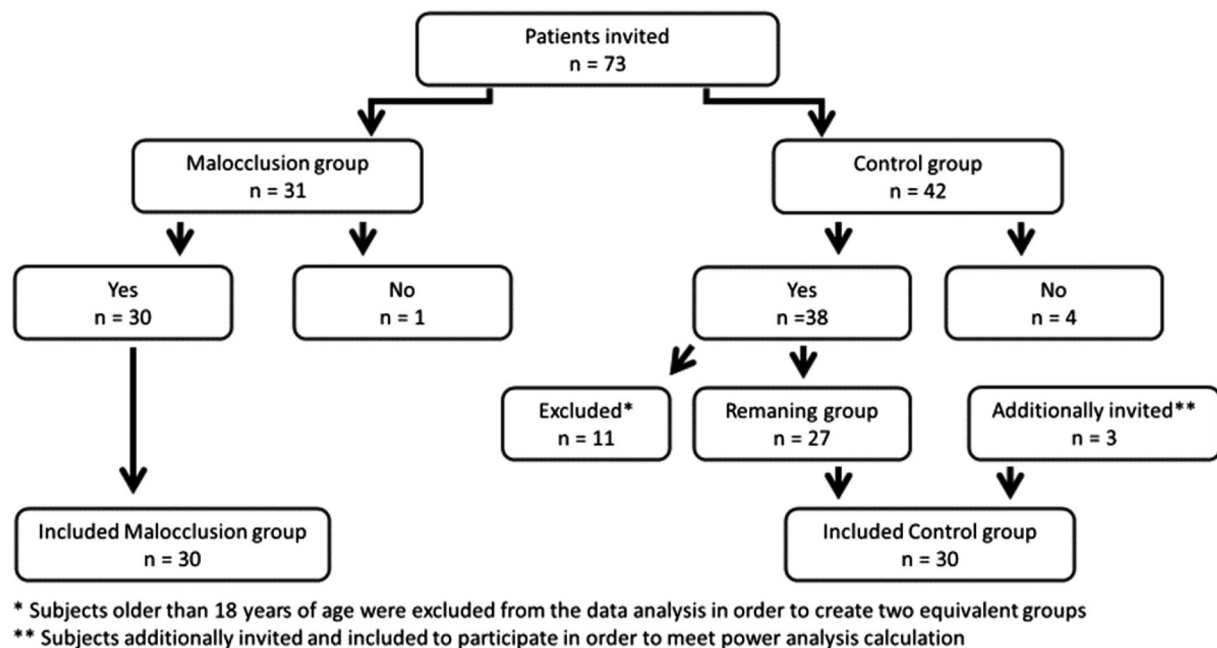 Patients invited
n = 73
Malocclusion group
n = 31
Control group
n = 42
Yes
n = 30
No
n = 1
Yes
n =38
No
n = 4
Excluded*
n = 11
Remaning group
n = 27
Additionally invited**
n = 3
Included Malocclusion group
n = 30
Included Control group
n = 30
* Subjects older than 18 years of age were excluded from the data analysis in order to create two equivalent groups
** Subjects additionally invited and included to participate in order to meet power analysis calculation